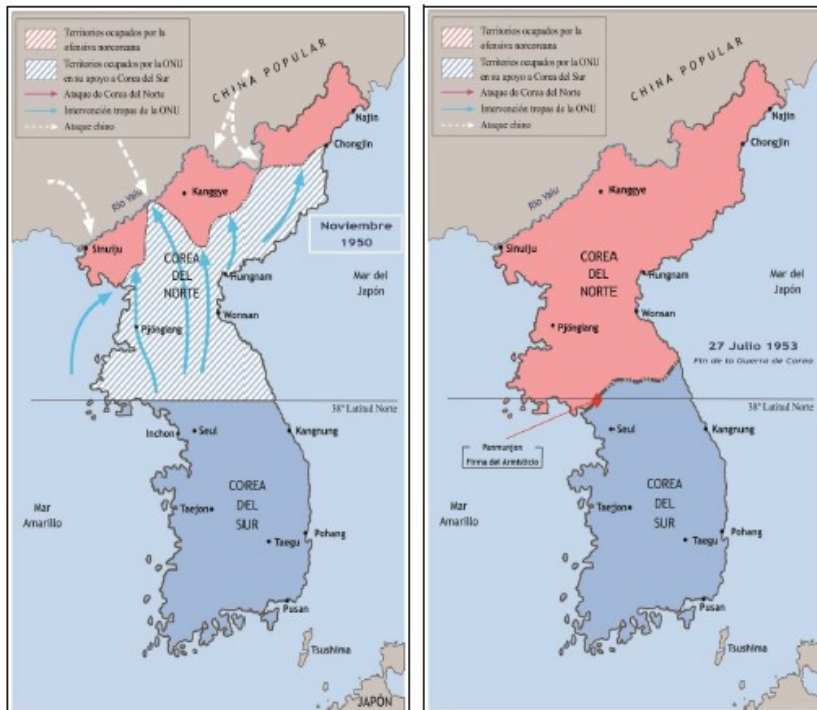 Territorios ocupados por la
ofensiva norcoreana
Territorios ocupados por la ONU
en su apoyo a Corea del Sur
Ataque de Corea del Norte
Intervención tropas de la ONU
Ataque chino
CHINA POPULAR
Najin
Chongjin
Río Yalu
Kanggye
Noviembre
1950
Sinuiju
COREA
DEL
NORTE
Hungnam
Mar del
Japón
Wonsan
Pjöngjang
38º Latitud Norte
Inchon
Seul
Kangnung
Mar
Amarillo
COREA
DEL
SUR
Taejon
Pohang
Taegu
Pusan
Tsushima
JAPÓN
Territorios ocupados por la
ofensiva norcoreana
Territorios ocupados por la ONU
en su apoyo a Corea del Sur
Ataque de Corea del Norte
Intervención tropas de la ONU
Ataque chino
CHINA POPULAR
Najin
Chongjin
Río Yalu
Kanggye
Sinuiju
COREA
DEL
NORTE
Hungnam
Mar del
Japón
Wonsan
Pjöngjang
27 Julio 1953
Fin de la Guerra de Corea
38º Latitud Norte
Seul
Kangnung
Panmunjon
Firma del Armisticio
Mar
Amarillo
COREA
DEL
SUR
Taejon
Pohang
Taegu
Pusan
Tsushima